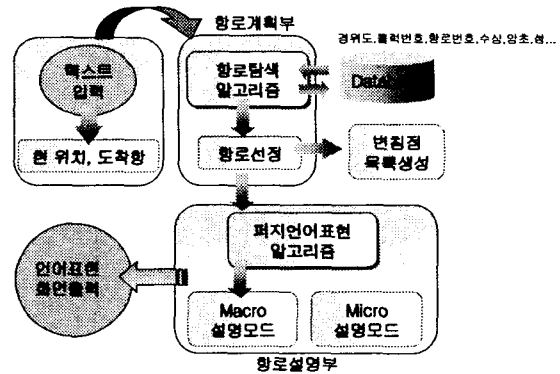 항로계획부
경위도,블럭번호,항로번호,수심,암초,섬...
텍스트
입력
항로탐색
알고리즘
현 위치, 도착항
항로선정
변침점
목록생성
퍼지언어표현
알고리즘
언어표현
화면출력
Macro
설명모드
Micro
설명모드
항로설명부